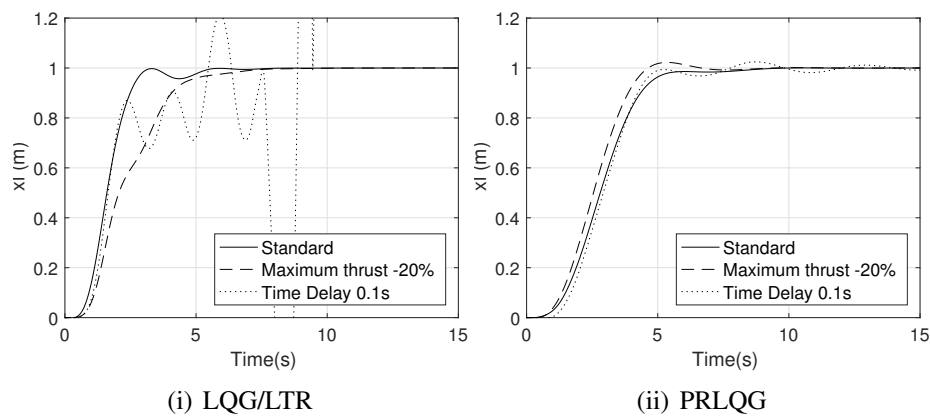 1.2
1
0.8
0.6
0.4
0.2
0
xl (m)
Standard
Maximum thrust -20%
Time Delay 0.1s
0 5 10 15
Time(s)
(i) LQG/LTR
1.2
1
0.8
0.6
0.4
0.2
0
xl (m)
Standard
Maximum thrust -20%
Time Delay 0.1s
0 5 10 15
Time(s)
(ii) PRLQG